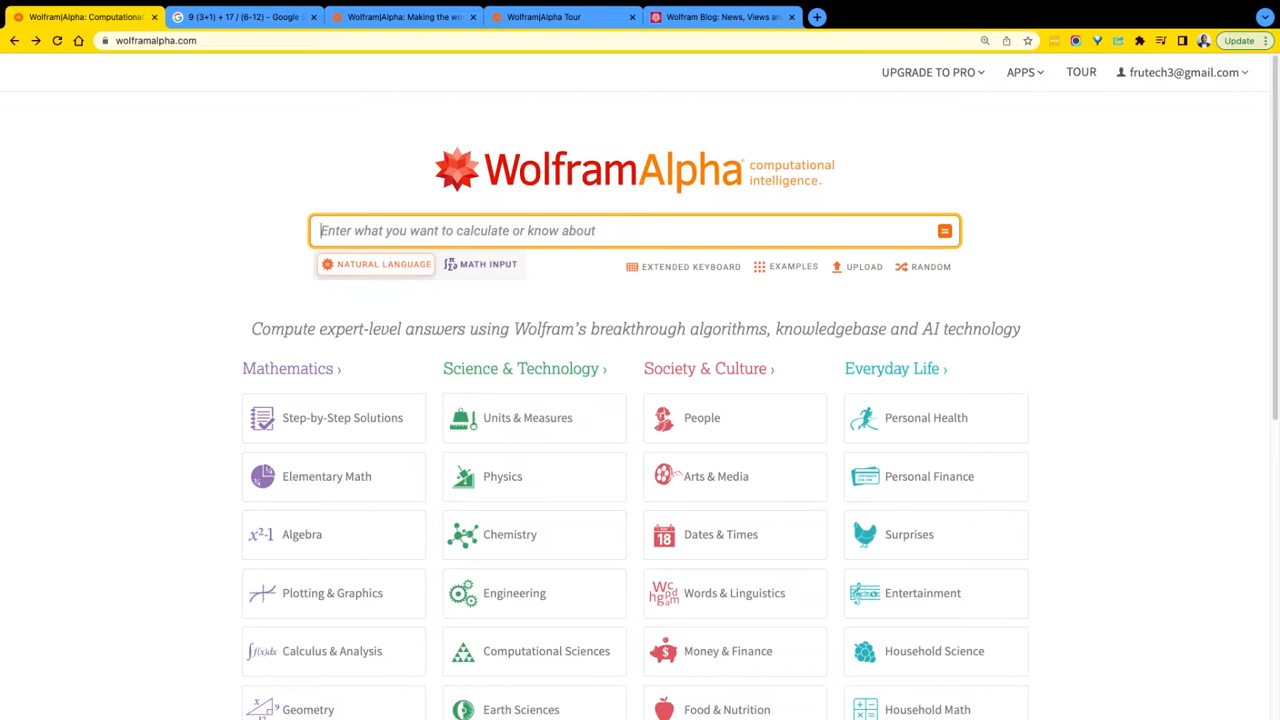 Wolfram|Alpha: Computational
9 (3+1) + 17 / (6-12) - Google S
Wolfram|Alpha: Making the wo
Wolfram|Alpha Tour
Wolfram Blog: News, Views an
wolframalpha.com
Update
UPGRADE TO PRO
APPS
TOUR
frutech3@gmail.com
WolframAlpha computational
intelligence.
Enter what you want to calculate or know about
NATURAL LANGUAGE
MATH INPUT
EXTENDED KEYBOARD
EXAMPLES
UPLOAD
RANDOM
Compute expert-level answers using Wolfram's breakthrough algorithms, knowledgebase and AI technology
Mathematics ›
Science & Technology ›
Society & Culture ›
Everyday Life ›
Step-by-Step Solutions
Units & Measures
People
Personal Health
Elementary Math
Physics
Arts & Media
Personal Finance
x²-1 Algebra
Chemistry
18 Dates & Times
Surprises
Plotting & Graphics
Engineering
Words & Linguistics
Entertainment
∫f(x)dx Calculus & Analysis
Computational Sciences
$ Money & Finance
Household Science
Geometry
Earth Sciences
Food & Nutrition
Household Math